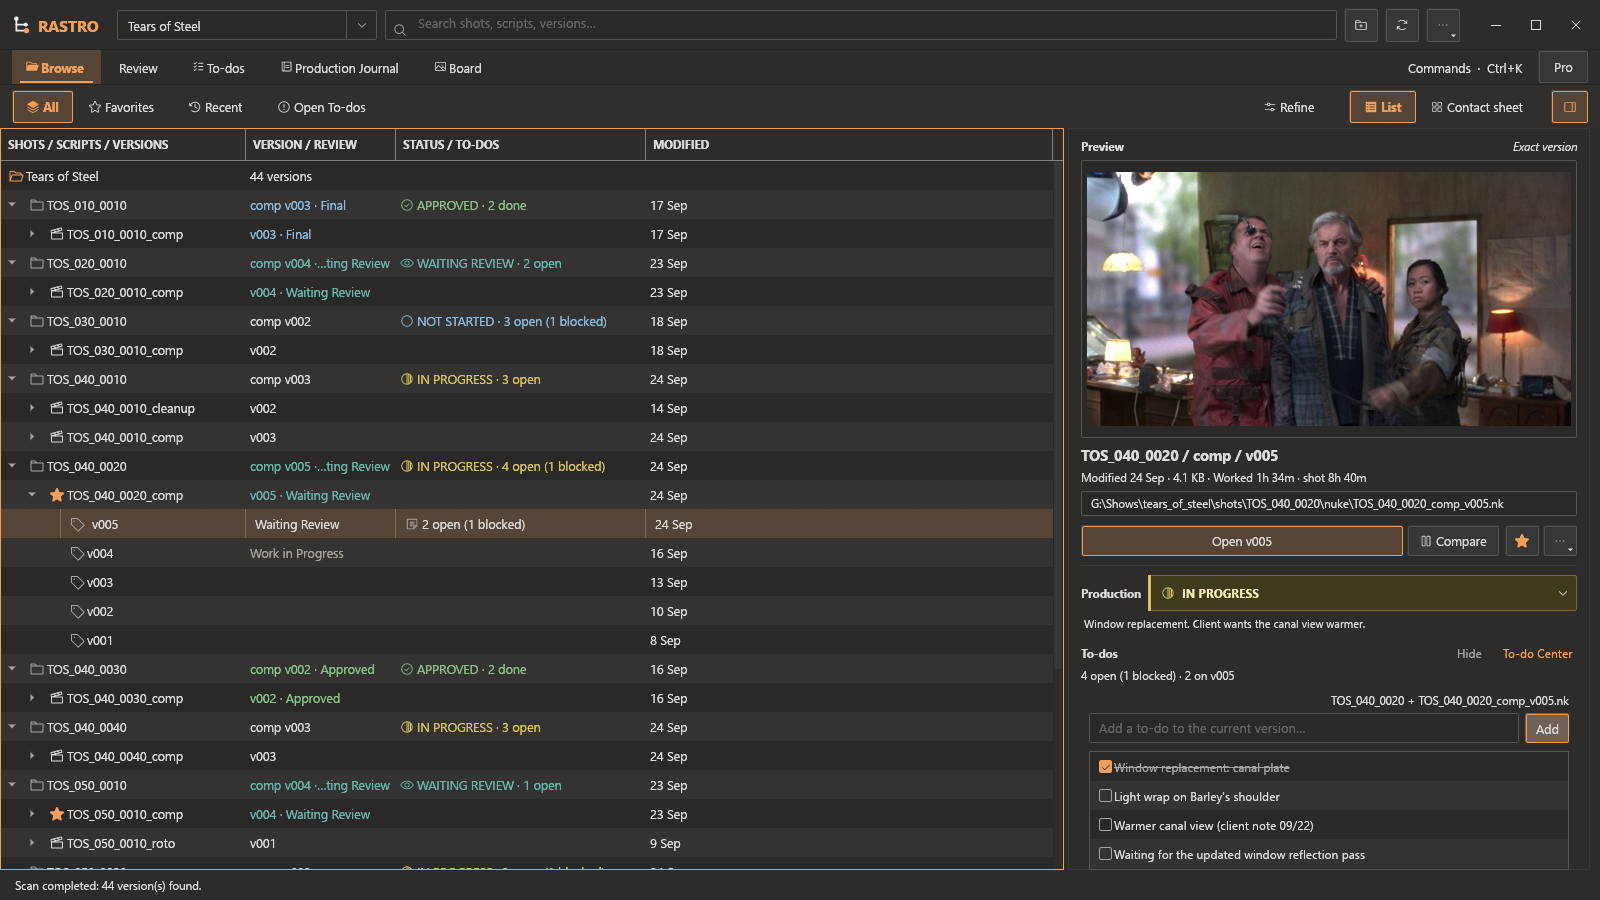 RASTRO
Tears of Steel
Search shots, scripts, versions...
Browse
Review
To-dos
Production Journal
Board
Commands · Ctrl+K
Pro
All
Favorites
Recent
Open To-dos
Refine
List
Contact sheet
SHOTS / SCRIPTS / VERSIONS VERSION / REVIEW STATUS / TO-DOS MODIFIED
Tears of Steel 44 versions
TOS_010_0010 comp v003 · Final APPROVED · 2 done 17 Sep
TOS_010_0010_comp v003 · Final 17 Sep
TOS_020_0010 comp v004 ·...ting Review WAITING REVIEW · 2 open 23 Sep
TOS_020_0010_comp v004 · Waiting Review 23 Sep
TOS_030_0010 comp v002 NOT STARTED · 3 open (1 blocked) 18 Sep
TOS_030_0010_comp v002 18 Sep
TOS_040_0010 comp v003 IN PROGRESS · 3 open 24 Sep
TOS_040_0010_cleanup v002 14 Sep
TOS_040_0010_comp v003 24 Sep
TOS_040_0020 comp v005 ·...ting Review IN PROGRESS · 4 open (1 blocked) 24 Sep
TOS_040_0020_comp v005 · Waiting Review 24 Sep
v005 Waiting Review 2 open (1 blocked) 24 Sep
v004 Work in Progress 16 Sep
v003 13 Sep
v002 10 Sep
v001 8 Sep
TOS_040_0030 comp v002 · Approved APPROVED · 2 done 16 Sep
TOS_040_0030_comp v002 · Approved 16 Sep
TOS_040_0040 comp v003 IN PROGRESS · 3 open 24 Sep
TOS_040_0040_comp v003 24 Sep
TOS_050_0010 comp v004 ·...ting Review WAITING REVIEW · 1 open 23 Sep
TOS_050_0010_comp v004 · Waiting Review 23 Sep
TOS_050_0010_roto v001 9 Sep
Preview Exact version
TOS_040_0020 / comp / v005
Modified 24 Sep · 4.1 KB · Worked 1h 34m · shot 8h 40m
G:\Shows\tears_of_steel\shots\TOS_040_0020\nuke\TOS_040_0020_comp_v005.nk
Open v005
Compare
...
Production IN PROGRESS
Window replacement. Client wants the canal view warmer.
To-dos Hide To-do Center
4 open (1 blocked) · 2 on v005
TOS_040_0020 + TOS_040_0020_comp_v005.nk
Add a to-do to the current version...
Add
Window replacement: canal plate
Light wrap on Barley's shoulder
Warmer canal view (client note 09/22)
Waiting for the updated window reflection pass
Scan completed: 44 version(s) found.